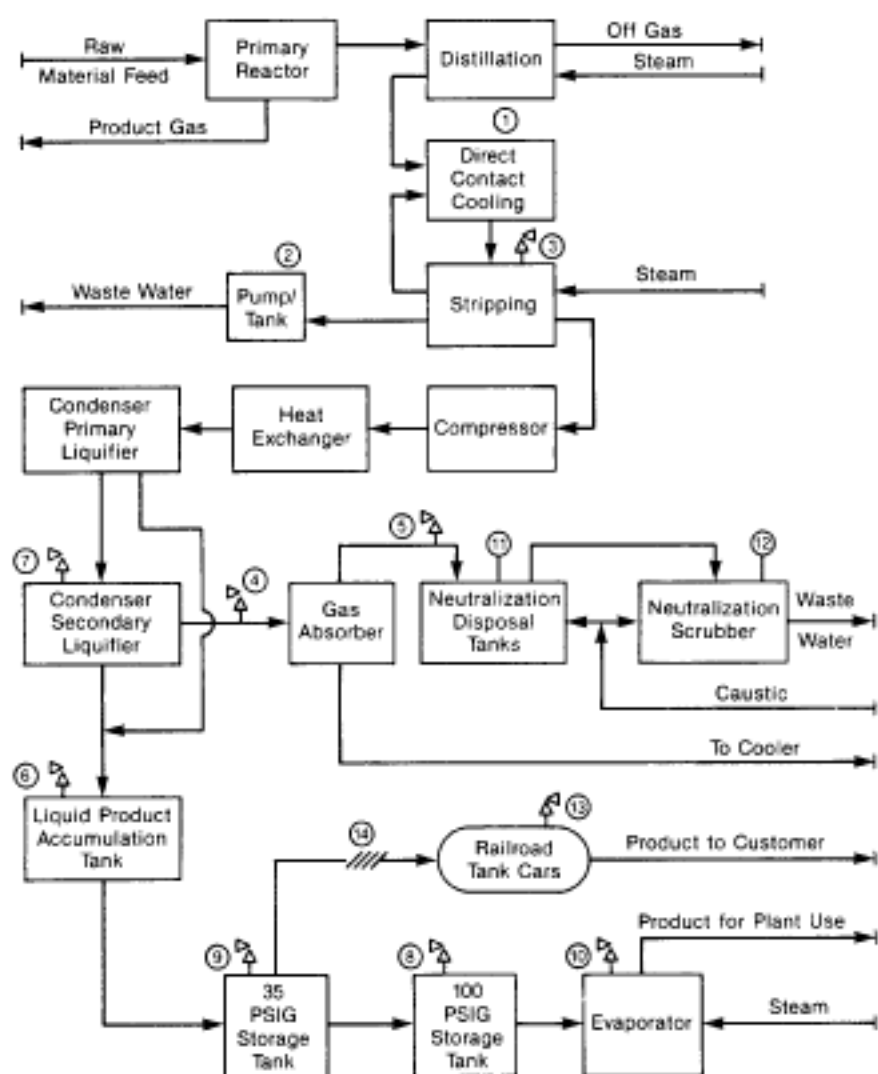 Raw
Material Feed
Primary
Reactor
Distillation
Off Gas
Steam
Product Gas
1
Direct
Contact
Cooling
3
2
Waste Water
Pump/
Tank
Stripping
Steam
Condenser
Primary
Liquifier
Heat
Exchanger
Compressor
5
11
12
7
4
Condenser
Secondary
Liquifier
Gas
Absorber
Neutralization
Disposal
Tanks
Neutralization
Scrubber
Waste
Water
Caustic
To Cooler
6
Liquid Product
Accumulation
Tank
14
13
Railroad
Tank Cars
Product to Customer
Product for Plant Use
9
8
10
35
PSIG
Storage
Tank
100
PSIG
Storage
Tank
Evaporator
Steam